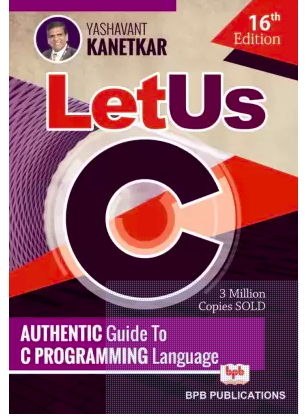 YASHAVANT
KANETKAR
16th
Edition
LetUs
C
3 Million
Copies SOLD
AUTHENTIC Guide To
C PROGRAMMING Language
bpb
BPB PUBLICATIONS